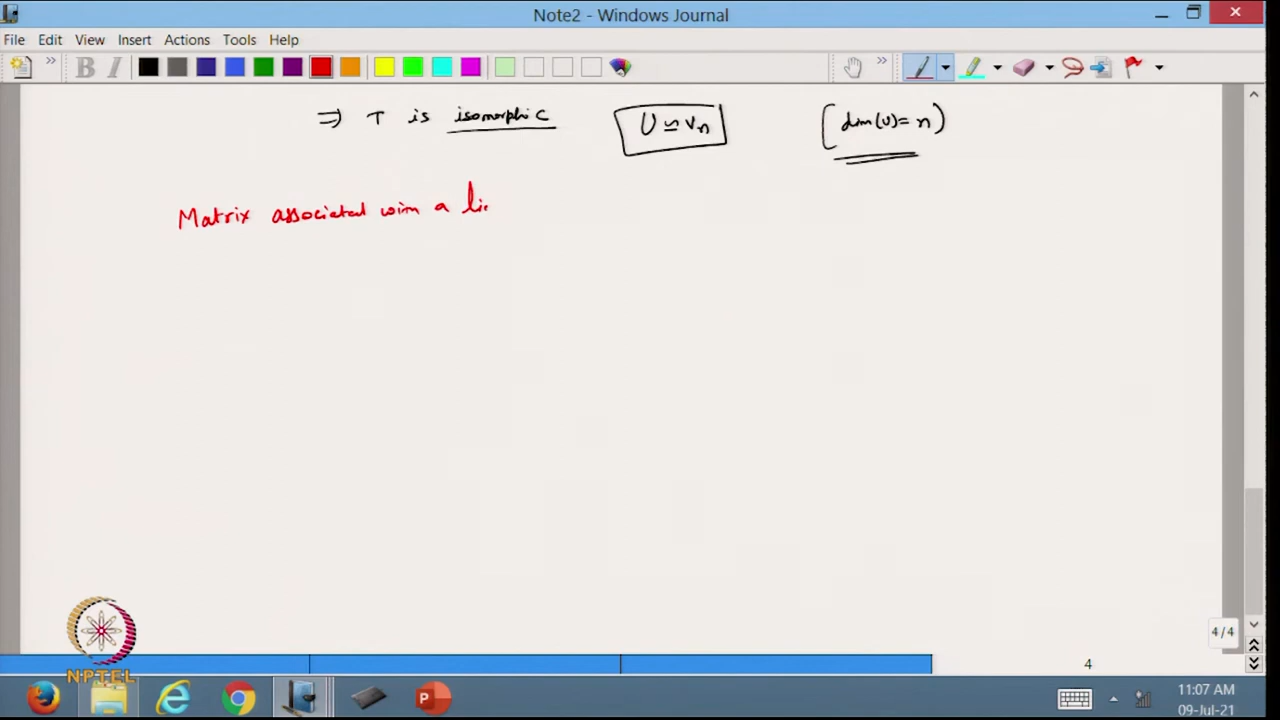 Note2 - Windows Journal
File Edit View Insert Actions Tools Help
⇒ T is isomorphic U ≃ Vn (dim(U)= n)
Matrix associated with a li
4/4
NPTEL
4
11:07 AM
09-Jul-21